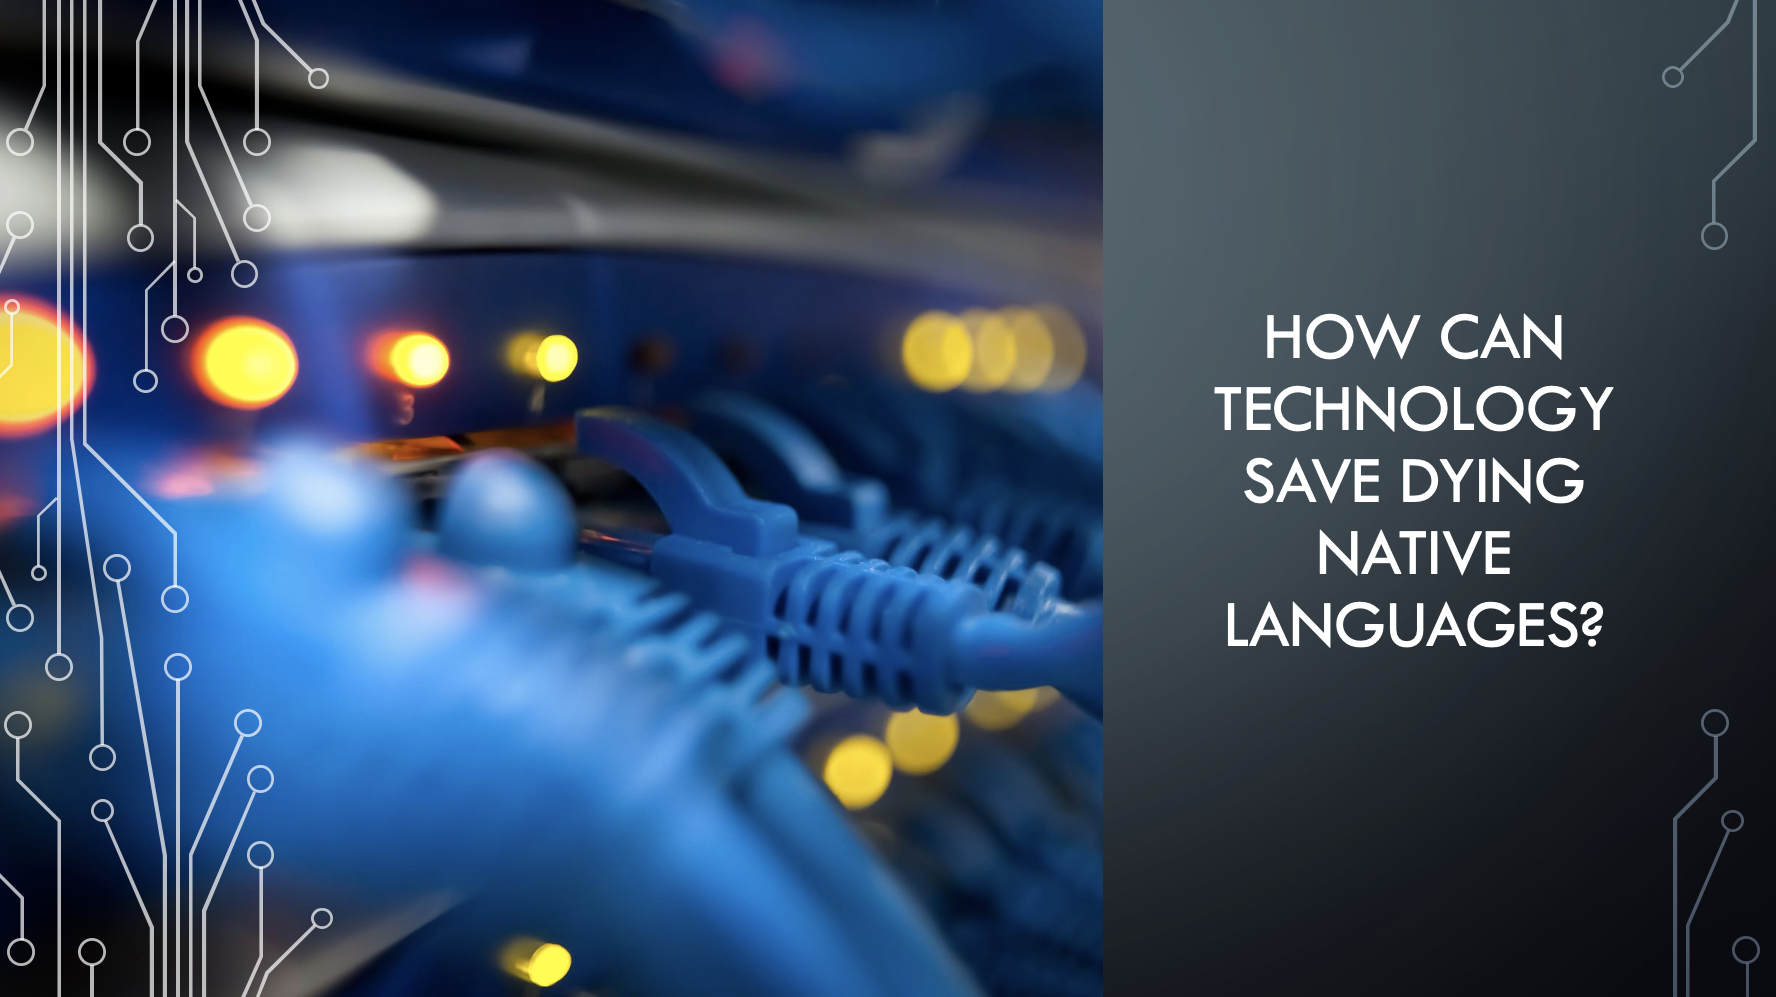 HOW CAN
TECHNOLOGY
SAVE DYING
NATIVE
LANGUAGES?